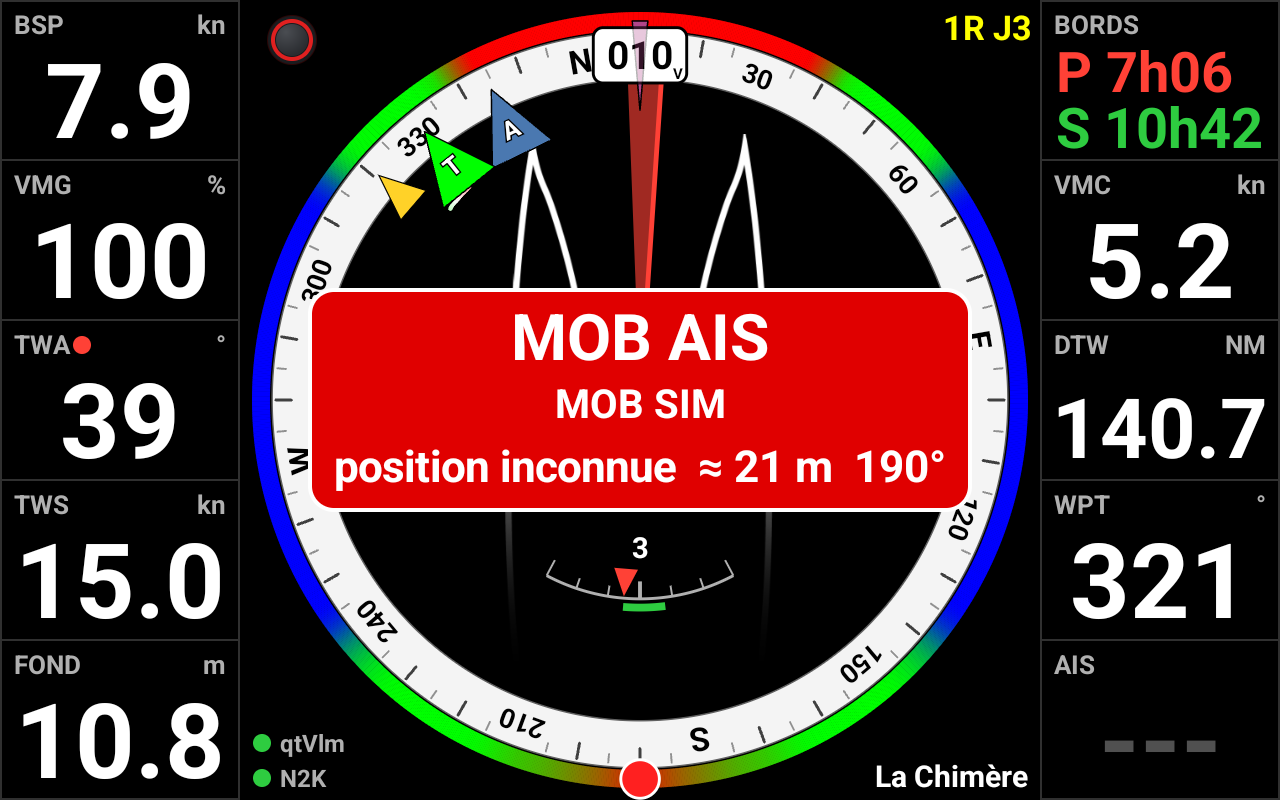 BSP kn
7.9
VMG %
100
TWA °
39
TWS kn
15.0
FOND m
10.8
1R J3
N
010
V
30
60
E
120
150
S
210
240
300
330
A
T
MOB AIS
MOB SIM
position inconnue ≈ 21 m 190°
3
qtVlm
N2K
La Chimère
BORDS
P 7h06
S 10h42
VMC kn
5.2
DTW NM
140.7
WPT °
321
AIS
---